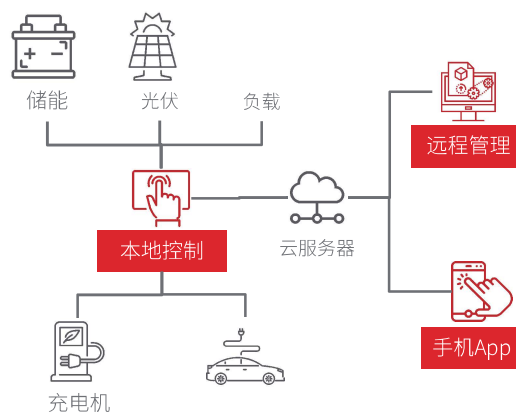 储能
光伏
负载
远程管理
本地控制
云服务器
手机App
充电机